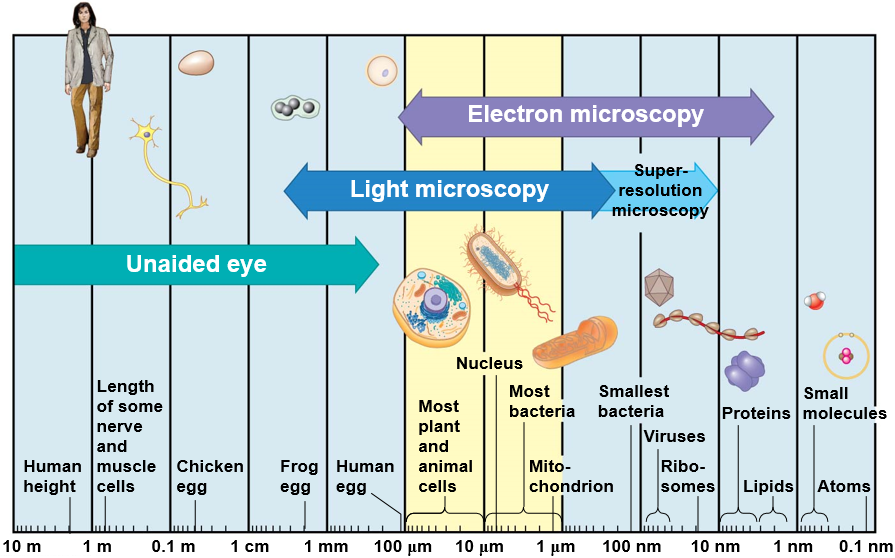 Electron microscopy
Light microscopy
Super-
resolution
microscopy
Unaided eye
Human
height
Length
of some
nerve
and
muscle
cells
Chicken
egg
Frog
egg
Human
egg
Most
plant
and
animal
cells
Nucleus
Most
bacteria
Mito-
chondrion
Smallest
bacteria
Viruses
Ribo-
somes
Proteins
Lipids
Small
molecules
Atoms
10 m
1 m
0.1 m
1 cm
1 mm
100 μm
10 μm
1 μm
100 nm
10 nm
1 nm
0.1 nm